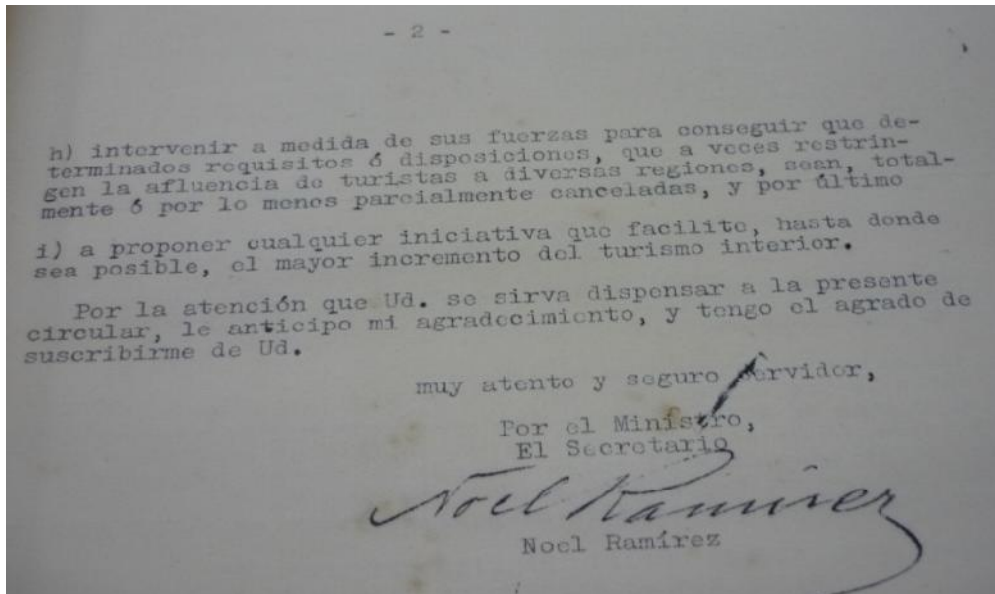 - 2 -
h) intervenir a medida de sus fuerzas para conseguir que de-
terminados requisitos ó disposiciones, que a veces restrin-
gen la afluencia de turistas a diversas regiones, sean, total-
mente ó por lo menos parcialmente canceladas, y por último
i) a proponer cualquier iniciativa que facilite, hasta donde
sea posible, el mayor incremento del turismo interior.
Por la atención que Ud. se sirva dispensar a la presente
circular, le anticipo mi agradecimiento, y tengo el agrado de
suscribirme de Ud.
muy atento y seguro servidor,
Por el Ministro,
El Secretario
Noel Ramírez
Noel Ramírez